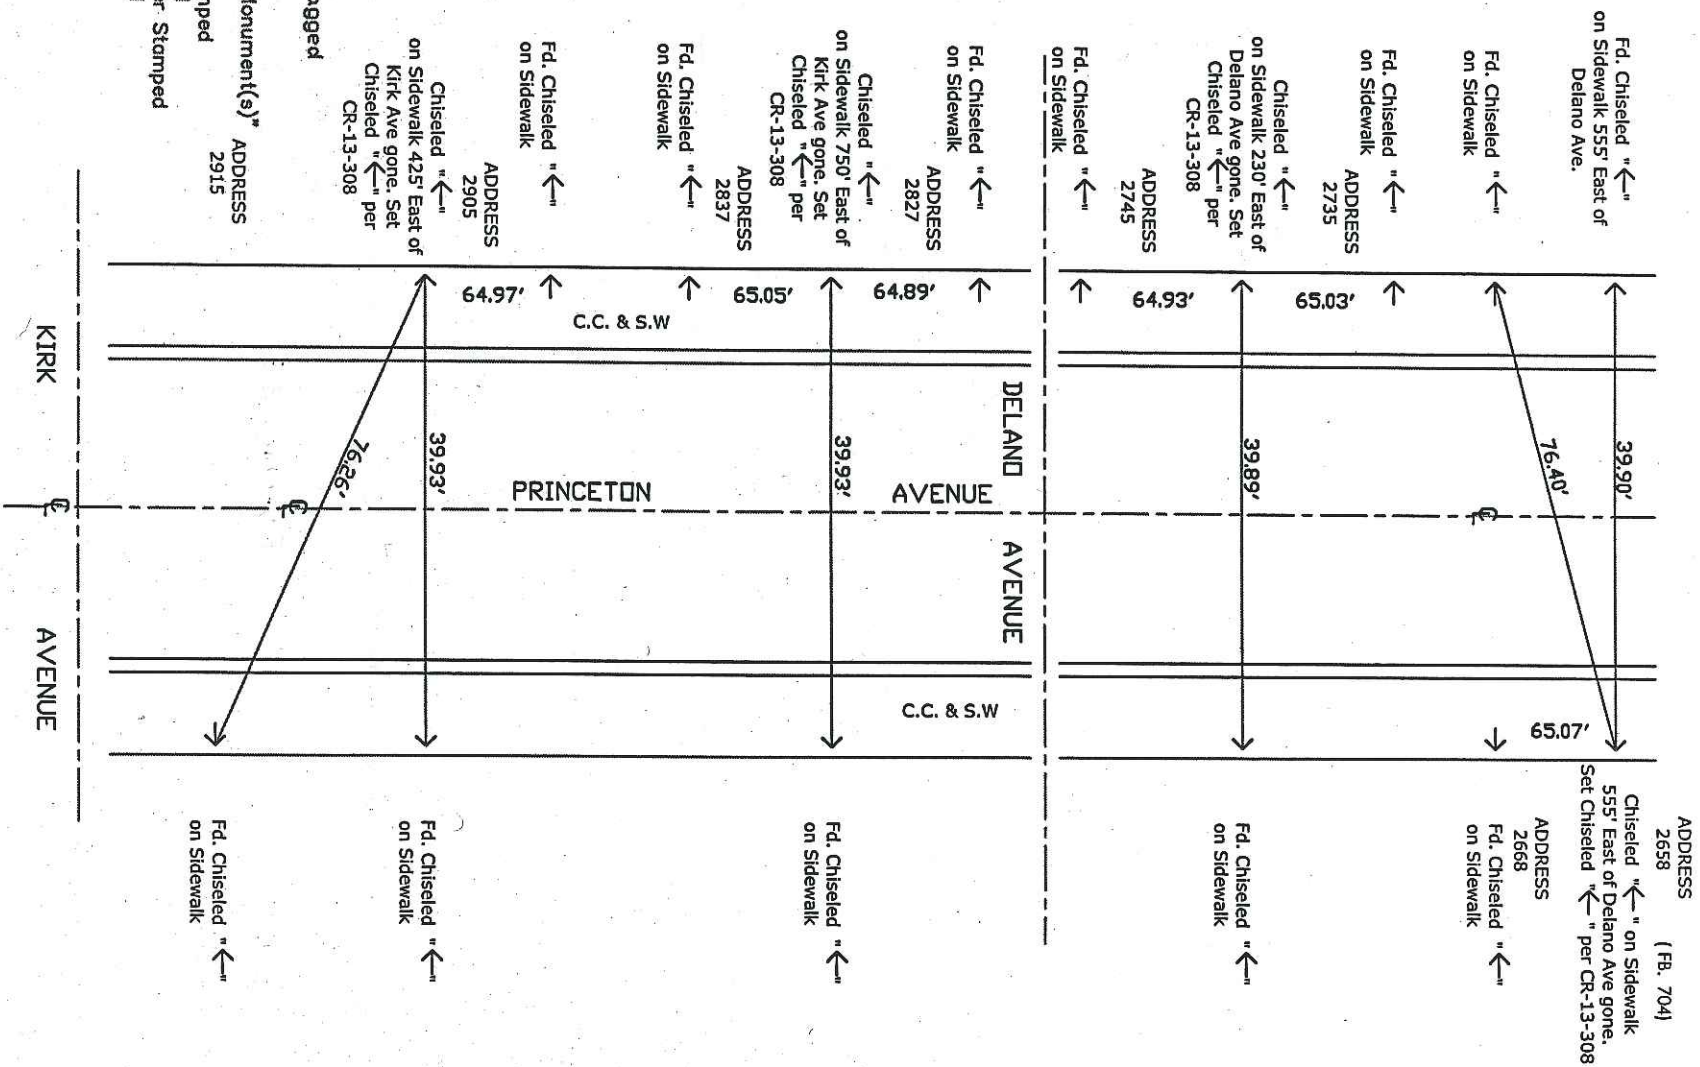 ADDRESS
2658
(FB. 704)
Chiseled "←" on Sidewalk
555' East of Delano Ave gone.
Set Chiseled "←" per CR-13-308
ADDRESS
2668
Fd. Chiseled "←"
on Sidewalk
Fd. Chiseled "←"
on Sidewalk
Fd. Chiseled "←"
on Sidewalk
Fd. Chiseled "←"
on Sidewalk
Fd. Chiseled "←"
on Sidewalk
Fd. Chiseled "←"
on Sidewalk 555' East of
Delano Ave.
Fd. Chiseled "←"
on Sidewalk
Fd. Chiseled "←"
on Sidewalk
ADDRESS
2735
Chiseled "←"
on Sidewalk 230' East of
Delano Ave gone. Set
Chiseled "←" per
CR-13-308
ADDRESS
2745
Fd. Chiseled "←"
on Sidewalk
Fd. Chiseled "←"
on Sidewalk
ADDRESS
2827
Chiseled "←"
on Sidewalk 750' East of
Kirk Ave gone. Set
Chiseled "←" per
CR-13-308
ADDRESS
2837
Fd. Chiseled "←"
on Sidewalk
Fd. Chiseled "←"
on Sidewalk
ADDRESS
2905
Chiseled "←"
on Sidewalk 425' East of
Kirk Ave gone. Set
Chiseled "←" per
CR-13-308
ADDRESS
2915
39.90'
76.40'
65.07'
65.03'
64.93'
39.89'
64.89'
65.05'
39.93'
64.97'
39.93'
76.26'
C.C. & S.W
C.C. & S.W
DELANO AVENUE
PRINCETON AVENUE
KIRK AVENUE
℄
℄
℄
agged
Monument(s)"
mped
r Stamped